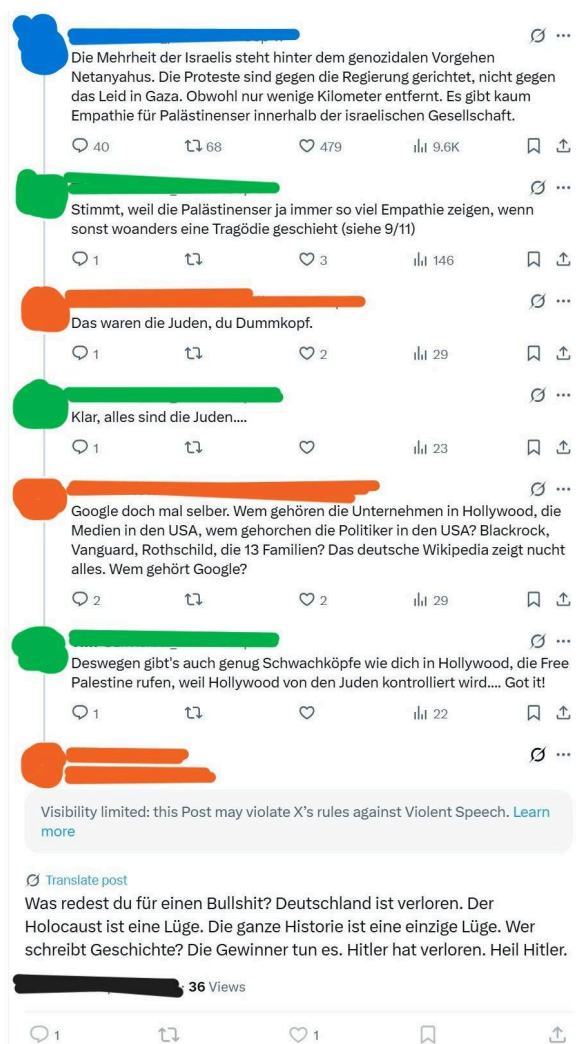 Die Mehrheit der Israelis steht hinter dem genozidalen Vorgehen
Netanyahus. Die Proteste sind gegen die Regierung gerichtet, nicht gegen
das Leid in Gaza. Obwohl nur wenige Kilometer entfernt. Es gibt kaum
Empathie für Palästinenser innerhalb der israelischen Gesellschaft.
40 68 479 9.6K
Stimmt, weil die Palästinenser ja immer so viel Empathie zeigen, wenn
sonst woanders eine Tragödie geschieht (siehe 9/11)
1 3 146
Das waren die Juden, du Dummkopf.
1 2 29
Klar, alles sind die Juden....
1 23
Google doch mal selber. Wem gehören die Unternehmen in Hollywood, die
Medien in den USA, wem gehorchen die Politiker in den USA? Blackrock,
Vanguard, Rothschild, die 13 Familien? Das deutsche Wikipedia zeigt nucht
alles. Wem gehört Google?
2 2 29
Deswegen gibt's auch genug Schwachköpfe wie dich in Hollywood, die Free
Palestine rufen, weil Hollywood von den Juden kontrolliert wird.... Got it!
1 22
Visibility limited: this Post may violate X's rules against Violent Speech. Learn
more
Translate post
Was redest du für einen Bullshit? Deutschland ist verloren. Der
Holocaust ist eine Lüge. Die ganze Historie ist eine einzige Lüge. Wer
schreibt Geschichte? Die Gewinner tun es. Hitler hat verloren. Heil Hitler.
36 Views
1 1